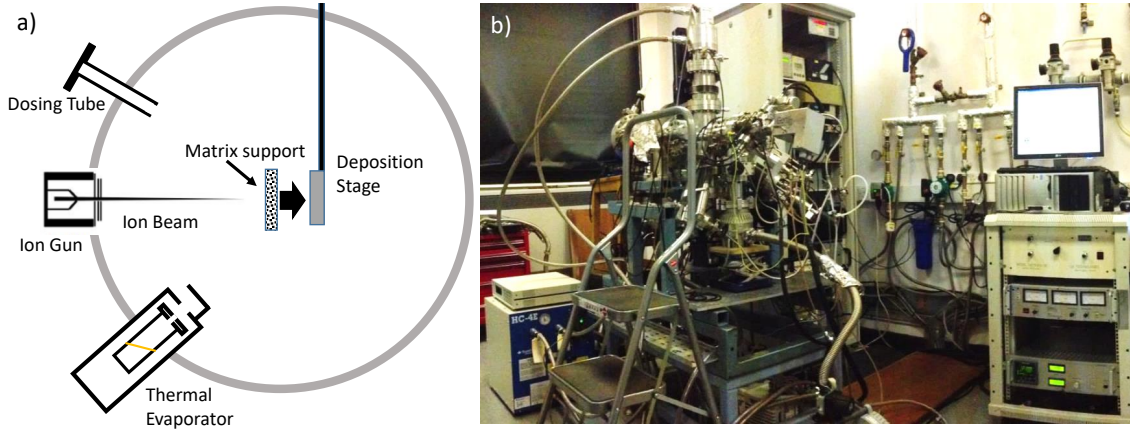 a)
Dosing Tube
Matrix support
Deposition
Stage
Ion Beam
Ion Gun
Thermal
Evaporator
b)
HC-4E